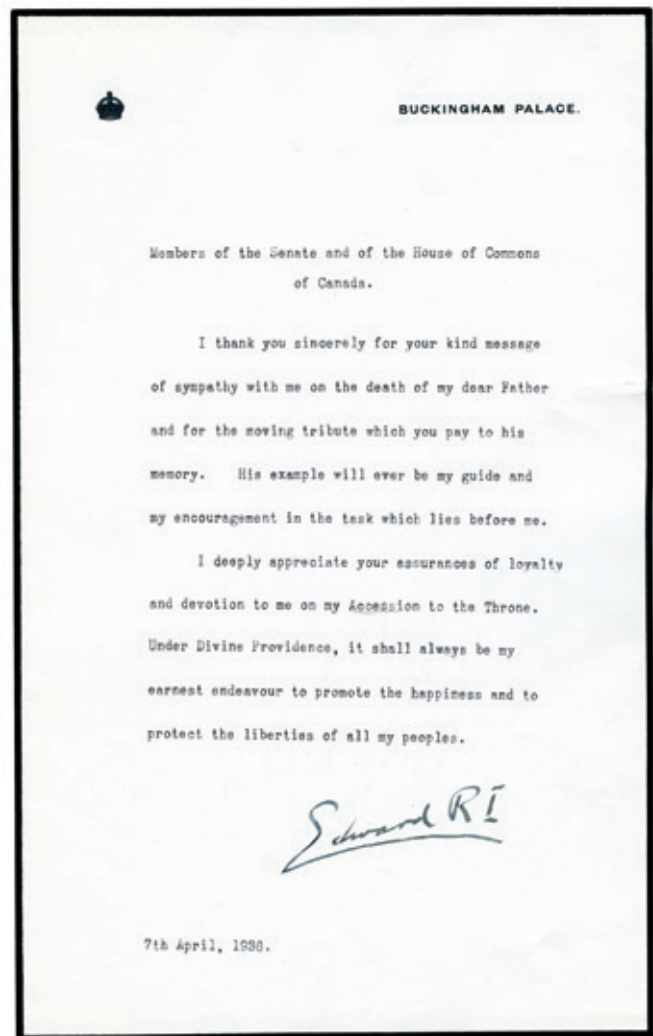 BUCKINGHAM PALACE.
Members of the Senate and of the House of Commons
of Canada.
I thank you sincerely for your kind message
of sympathy with me on the death of my dear Father
and for the moving tribute which you pay to his
memory. His example will ever be my guide and
my encouragement in the task which lies before me.
I deeply appreciate your assurances of loyalty
and devotion to me on my Accession to the Throne.
Under Divine Providence, it shall always be my
earnest endeavour to promote the happiness and to
protect the liberties of all my peoples.
Edward R I
7th April, 1936.